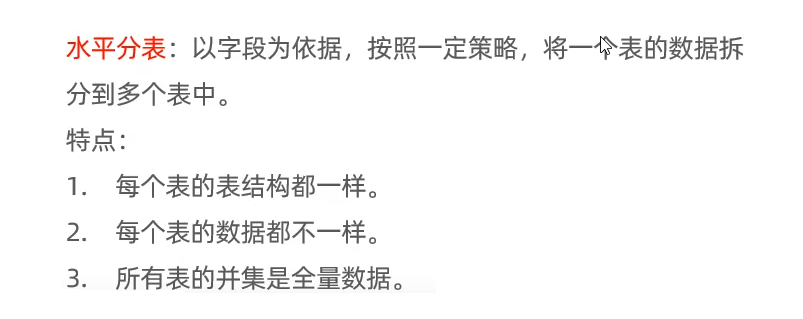 水平分表：以字段为依据，按照一定策略，将一个表的数据拆
分到多个表中。
特点：
1. 每个表的表结构都一样。
2. 每个表的数据都不一样。
3. 所有表的并集是全量数据。